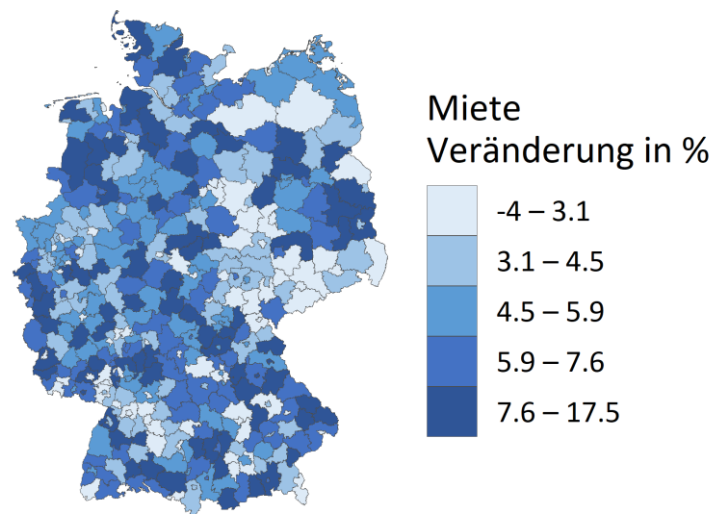 Miete
Veränderung in %
-4 – 3.1
3.1 – 4.5
4.5 – 5.9
5.9 – 7.6
7.6 – 17.5